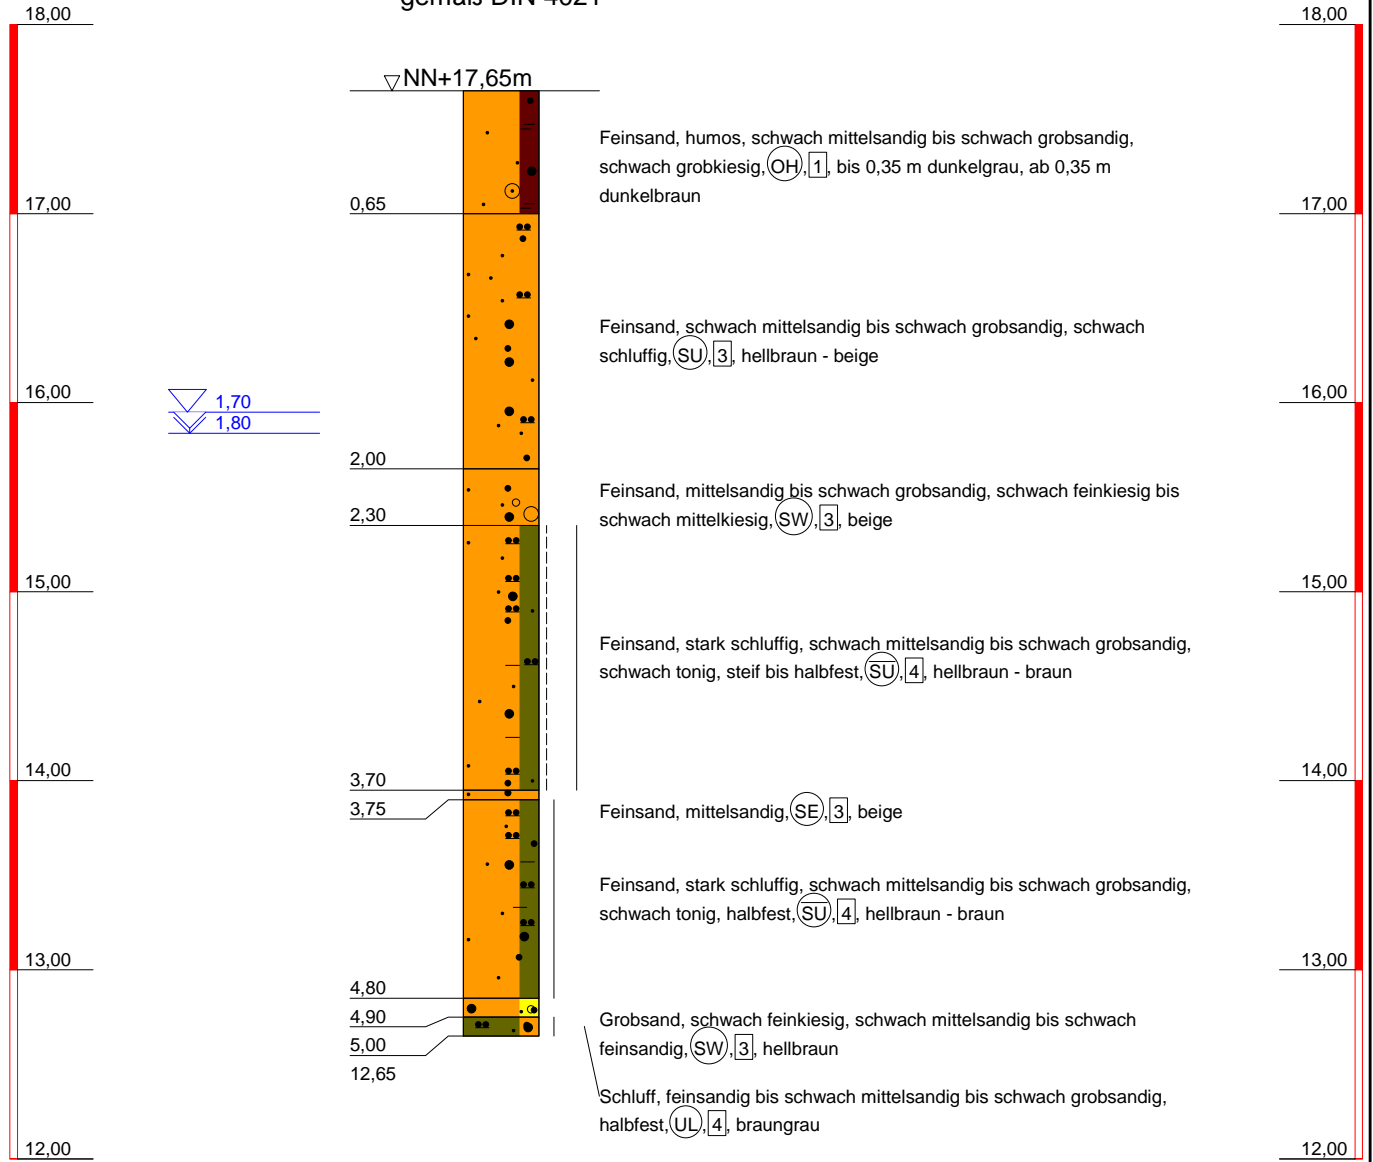 gemäß DIN 4021
18,00
18,00
NN+17,65m
Feinsand, humos, schwach mittelsandig bis schwach grobsandig,
schwach grobkiesig, OH, 1, bis 0,35 m dunkelgrau, ab 0,35 m
dunkelbraun
17,00
0,65
17,00
Feinsand, schwach mittelsandig bis schwach grobsandig, schwach
schluffig, SU, 3, hellbraun - beige
16,00
16,00
1,70
1,80
2,00
Feinsand, mittelsandig bis schwach grobsandig, schwach feinkiesig bis
schwach mittelkiesig, SW, 3, beige
2,30
15,00
15,00
Feinsand, stark schluffig, schwach mittelsandig bis schwach grobsandig,
schwach tonig, steif bis halbfest, S̅U̅, 4, hellbraun - braun
14,00
14,00
3,70
3,75
Feinsand, mittelsandig, SE, 3, beige
Feinsand, stark schluffig, schwach mittelsandig bis schwach grobsandig,
schwach tonig, halbfest, S̅U̅, 4, hellbraun - braun
13,00
13,00
4,80
4,90
Grobsand, schwach feinkiesig, schwach mittelsandig bis schwach
feinsandig, SW, 3, hellbraun
5,00
12,65
Schluff, feinsandig bis schwach mittelsandig bis schwach grobsandig,
halbfest, UL, 4, braungrau
12,00
12,00